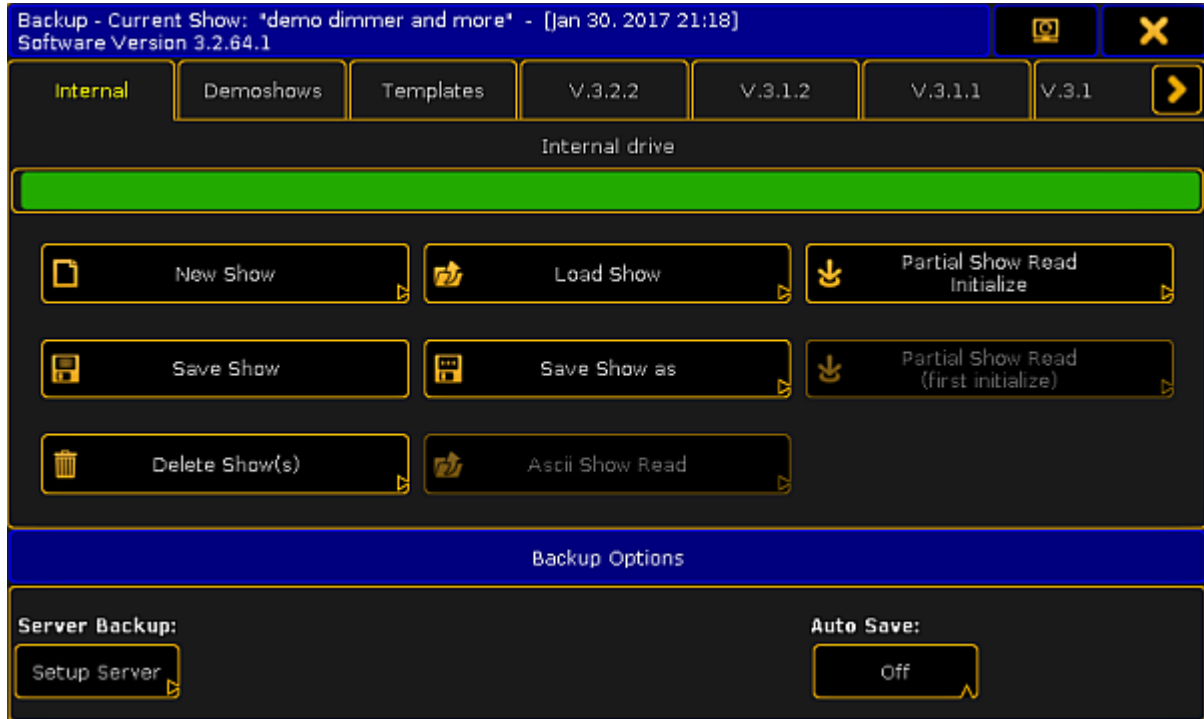 Backup - Current Show: "demo dimmer and more" - [Jan 30. 2017 21:18]
Software Version 3.2.64.1
Internal Demoshows Templates V.3.2.2 V.3.1.2 V.3.1.1 V.3.1
Internal drive
New Show
Load Show
Partial Show Read
Initialize
Save Show
Save Show as
Partial Show Read
(first initialize)
Delete Show(s)
Ascii Show Read
Backup Options
Server Backup:
Auto Save:
Setup Server
Off